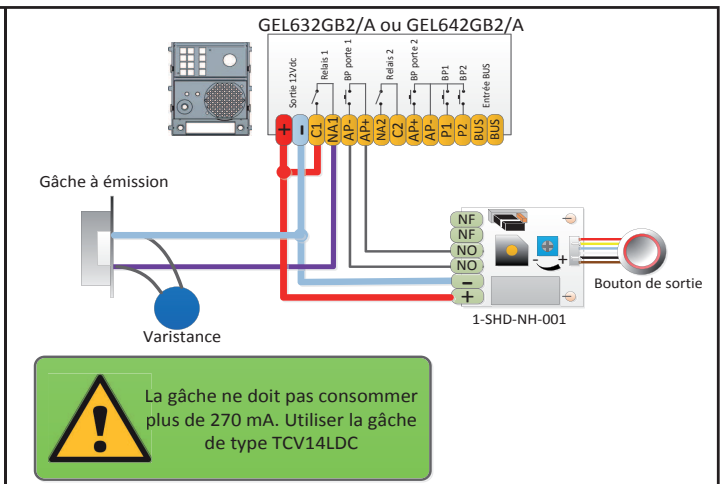 GEL632GB2/A ou GEL642GB2/A
Sortie 12Vdc
Relais 1
BP porte 1
Relais 2
BP porte 2
BP1
BP2
Entrée BUS
+
-
C1
NA1
AP-
AP+
NA2
C2
AP+
AP-
P1
P2
BUS
BUS
Gâche à émission
Varistance
NF
NF
NO
NO
-
+
- +
Bouton de sortie
1-SHD-NH-001
La gâche ne doit pas consommer
plus de 270 mA. Utiliser la gâche
de type TCV14LDC